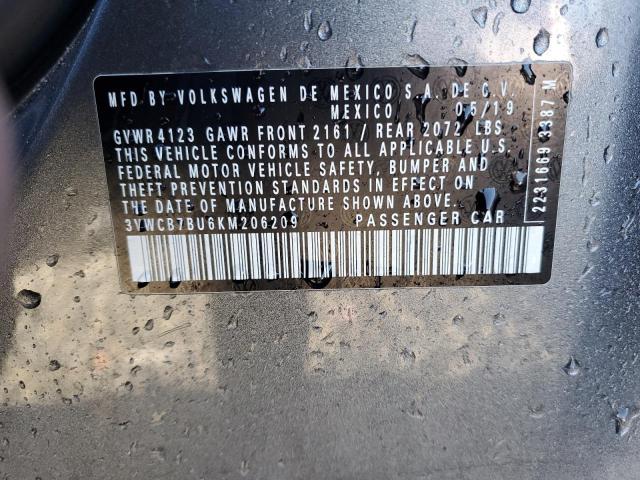 MFD BY VOLKSWAGEN DE MEXICO S.A. DE C.V.
MEXICO 05/19
GVWR 4123 GAWR FRONT 2161 / REAR 2072 LBS
THIS VEHICLE CONFORMS TO ALL APPLICABLE U.S.
FEDERAL MOTOR VEHICLE SAFETY, BUMPER AND
THEFT PREVENTION STANDARDS IN EFFECT ON
THE DATE OF MANUFACTURE SHOWN ABOVE.
3VWCB7BU6KM206209 PASSENGER CAR
2231669 3387 M